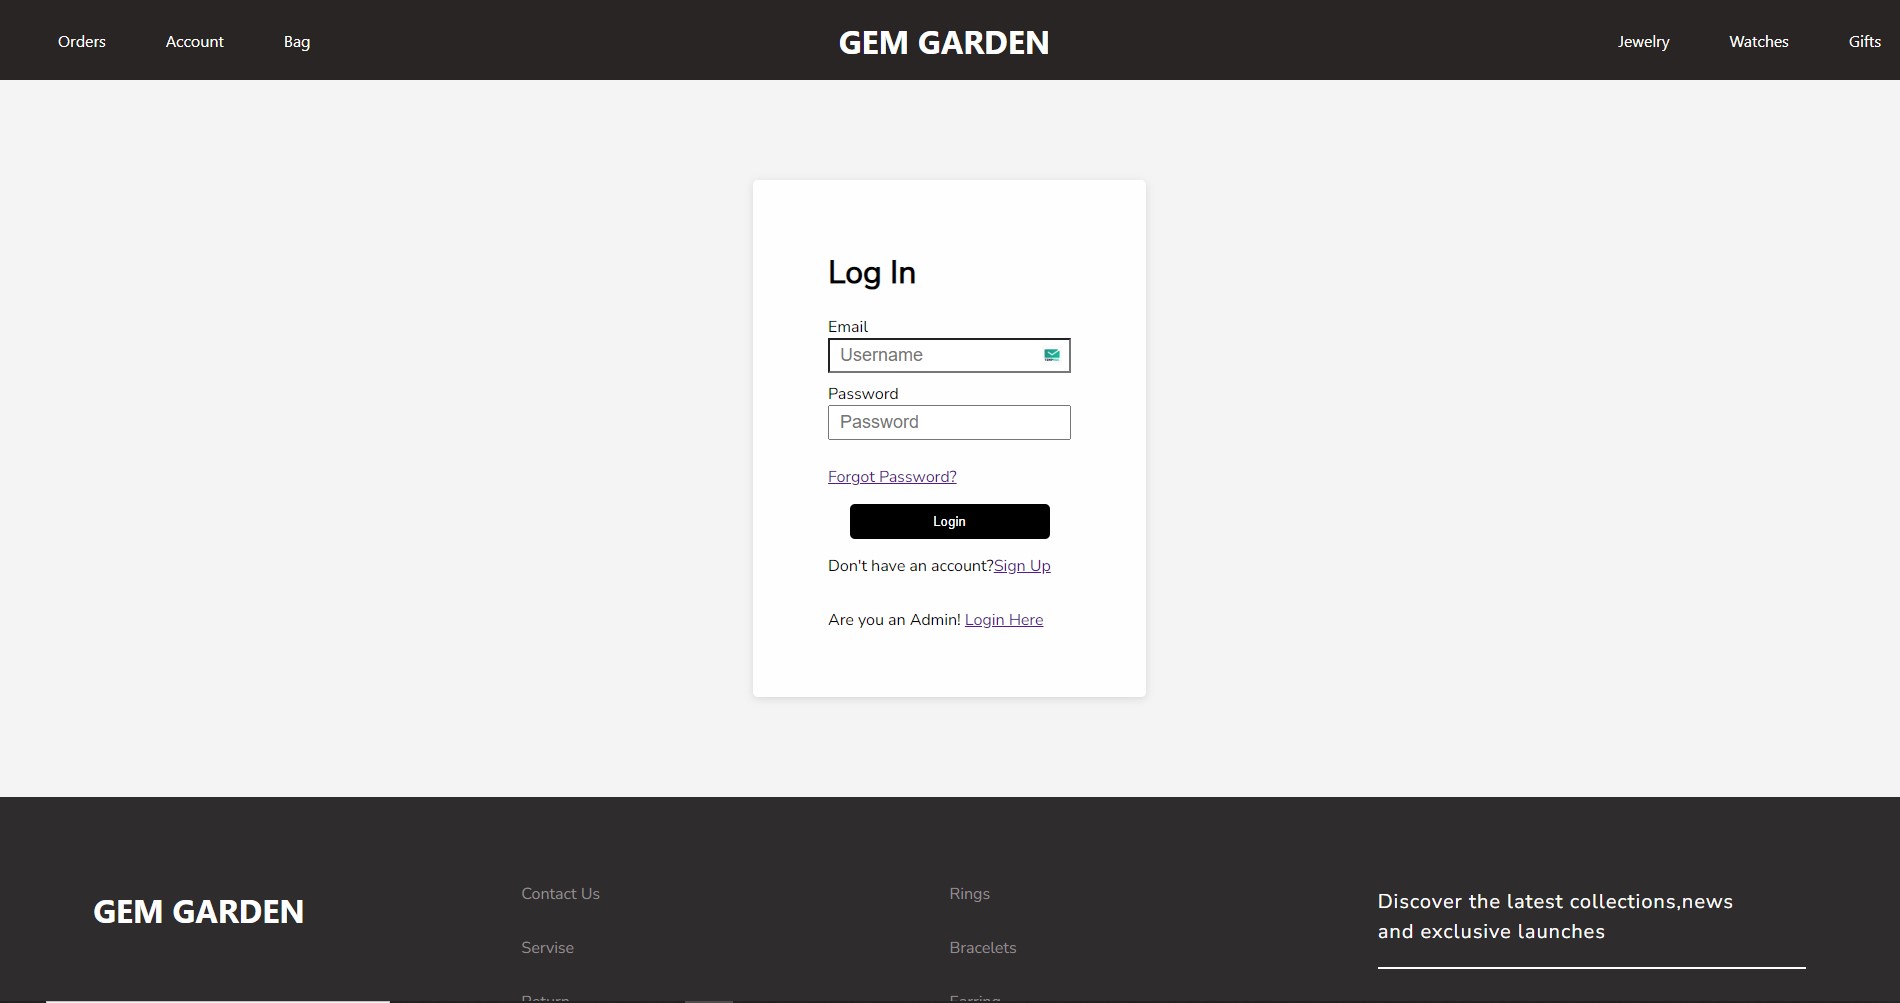 Orders Account Bag GEM GARDEN Jewelry Watches Gifts
Log In
Email
Username
Password
Password
Forgot Password?
Login
Don't have an account?Sign Up
Are you an Admin! Login Here
GEM GARDEN
Contact Us
Servise
Return
Rings
Bracelets
Earring
Discover the latest collections,news
and exclusive launches